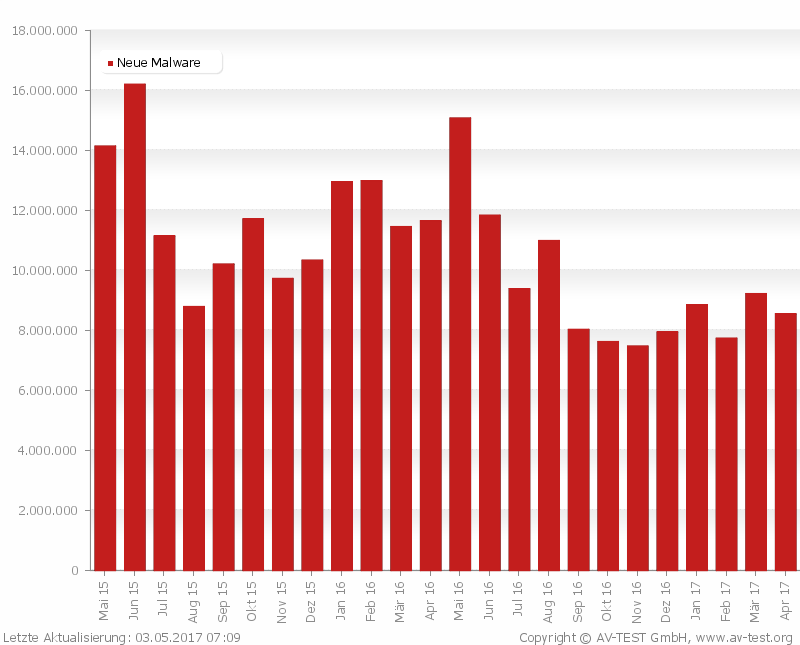 18.000.000
Neue Malware
16.000.000
14.000.000
12.000.000
10.000.000
8.000.000
6.000.000
4.000.000
2.000.000
0
Mai 15
Jun 15
Jul 15
Aug 15
Sep 15
Okt 15
Nov 15
Dez 15
Jan 16
Feb 16
Mär 16
Apr 16
Mai 16
Jun 16
Jul 16
Aug 16
Sep 16
Okt 16
Nov 16
Dez 16
Jan 17
Feb 17
Mär 17
Apr 17
Letzte Aktualisierung: 03.05.2017 07:09
Copyright © AV-TEST GmbH, www.av-test.org